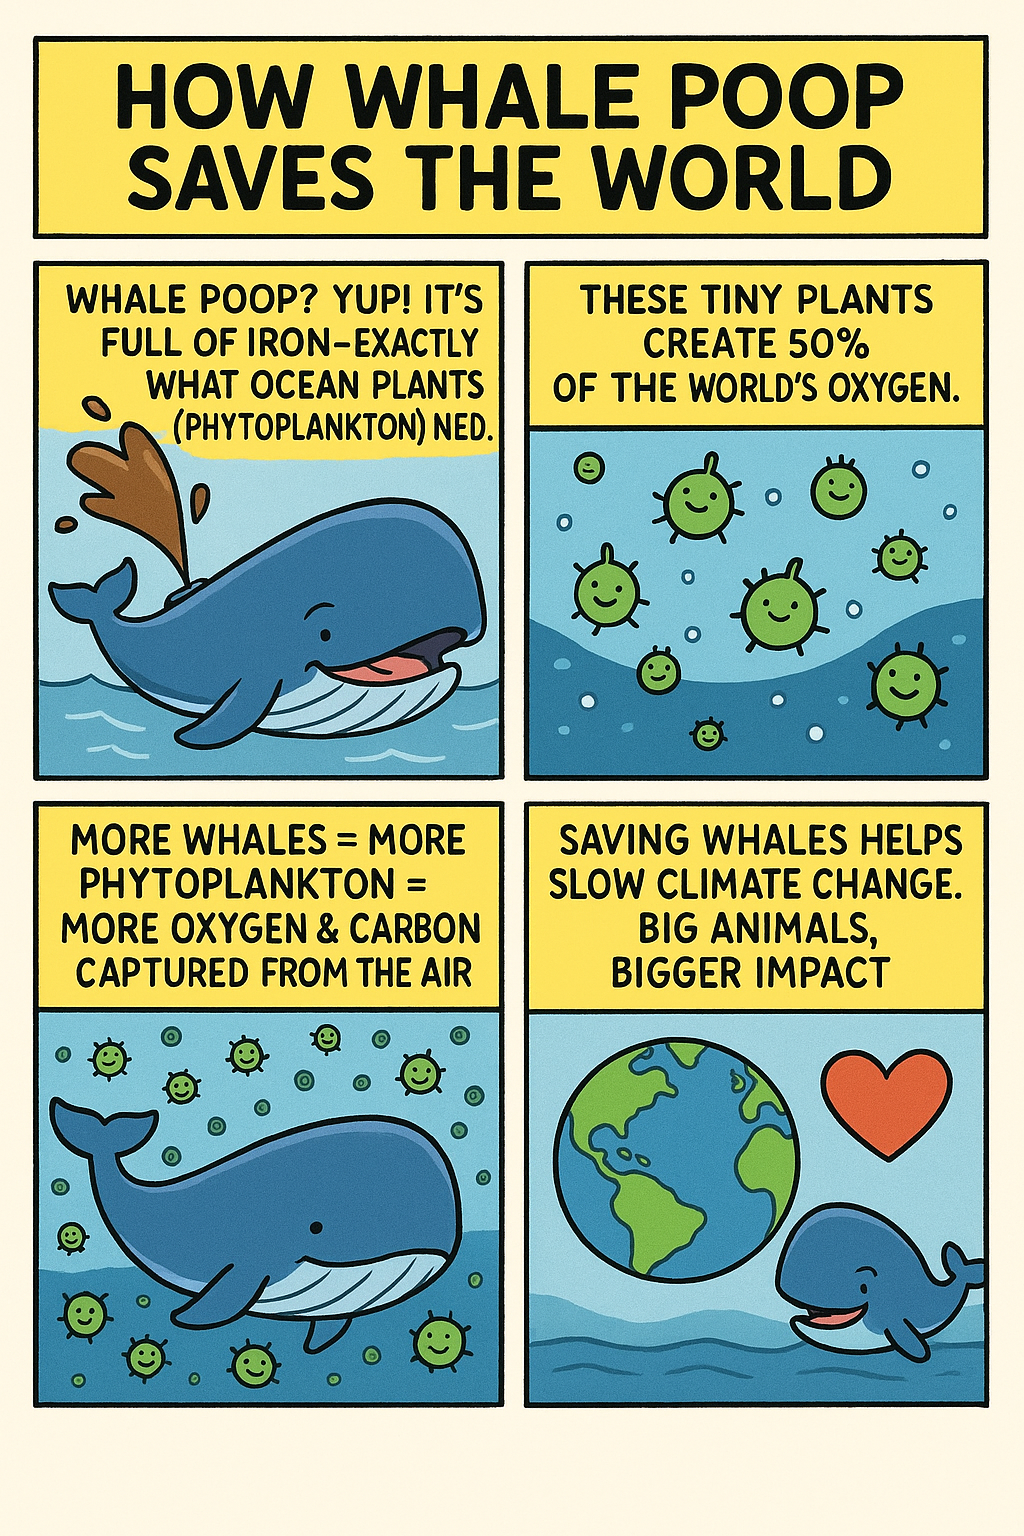 HOW WHALE POOP
SAVES THE WORLD
WHALE POOP? YUP! IT'S
FULL OF IRON–EXACTLY
WHAT OCEAN PLANTS
(PHYTOPLANKTON) NED.
THESE TINY PLANTS
CREATE 50%
OF THE WORLD'S OXYGEN.
MORE WHALES = MORE
PHYTOPLANKTON =
MORE OXYGEN & CARBON
CAPTURED FROM THE AIR
SAVING WHALES HELPS
SLOW CLIMATE CHANGE.
BIG ANIMALS,
BIGGER IMPACT